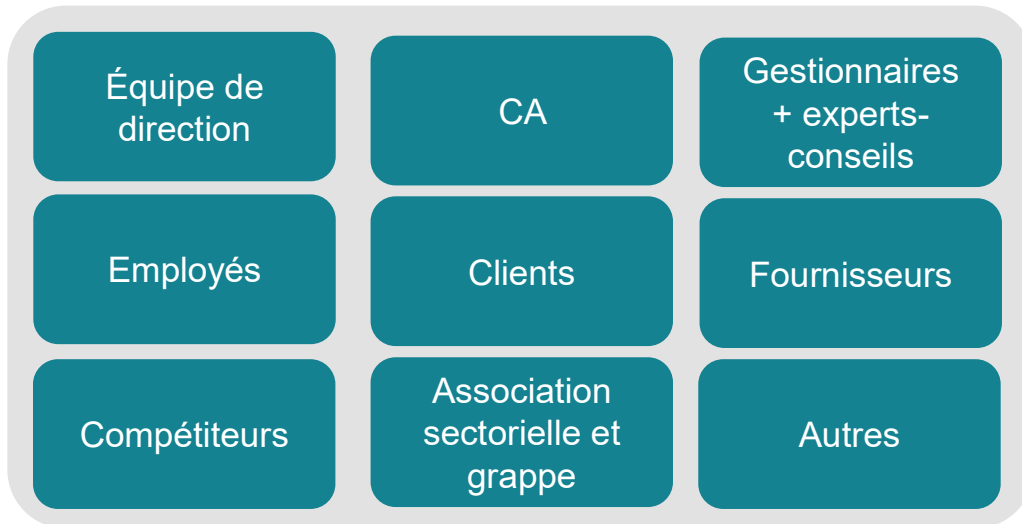 Équipe de
direction
CA
Gestionnaires
+ experts-
conseils
Employés
Clients
Fournisseurs
Compétiteurs
Association
sectorielle et
grappe
Autres